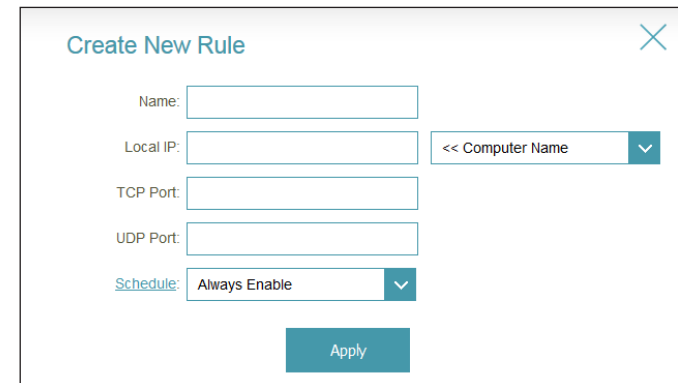 Create New Rule
Name:
Local IP: << Computer Name
TCP Port:
UDP Port:
Schedule: Always Enable
Apply